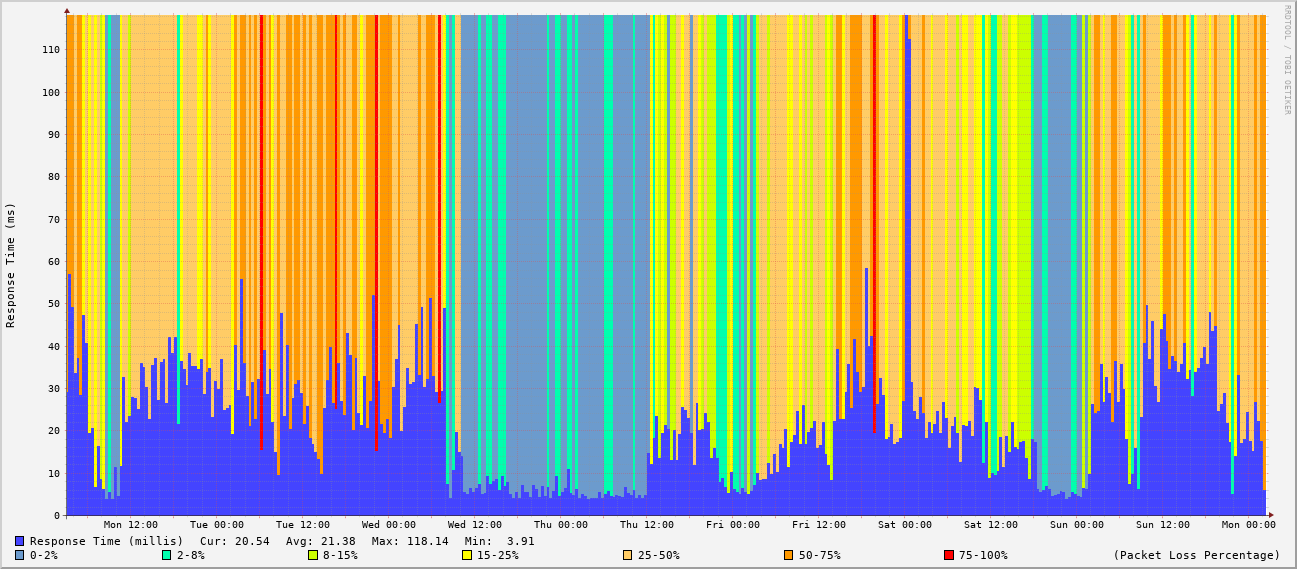 RRDTOOL / TOBI OETIKER
Response Time (ms)
110
100
90
80
70
60
50
40
30
20
10
0
Mon 12:00 Tue 00:00 Tue 12:00 Wed 00:00 Wed 12:00 Thu 00:00 Thu 12:00 Fri 00:00 Fri 12:00 Sat 00:00 Sat 12:00 Sun 00:00 Sun 12:00 Mon 00:00
Response Time (millis) Cur: 20.54 Avg: 21.38 Max: 118.14 Min: 3.91
0-2% 2-8% 8-15% 15-25% 25-50% 50-75% 75-100% (Packet Loss Percentage)